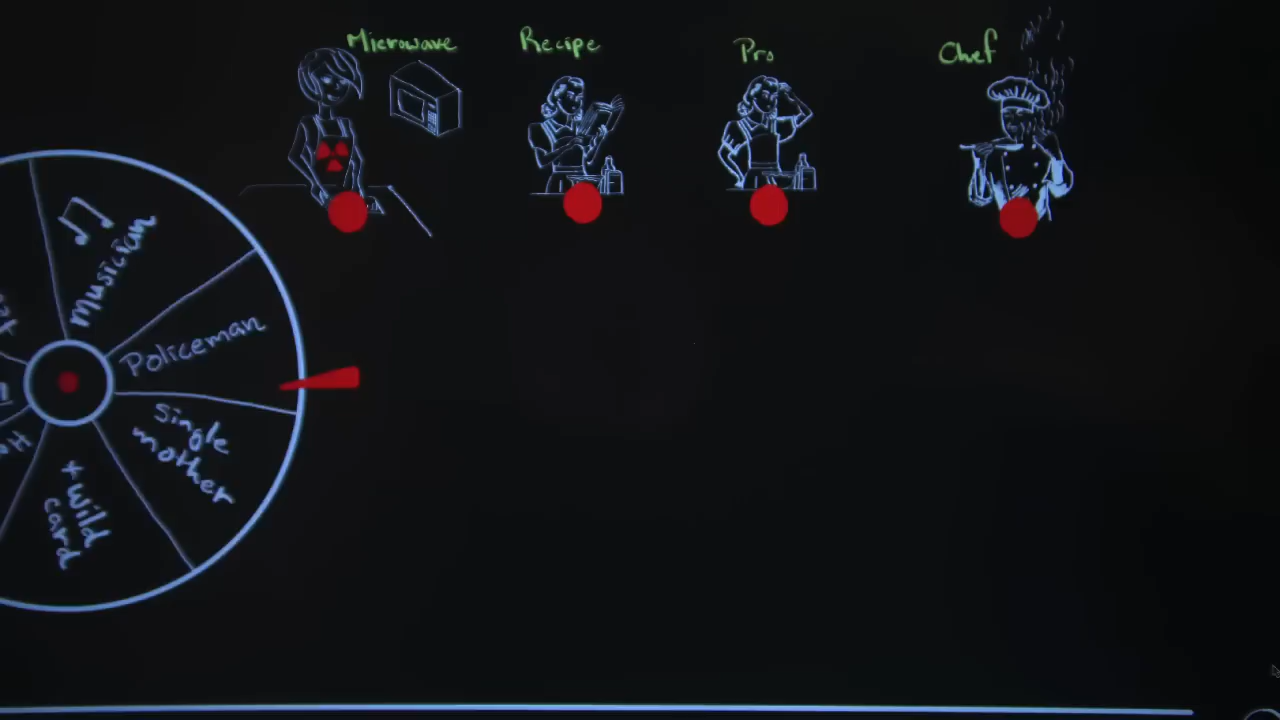 Microwave
Recipe
Pro
Chef
Musician
Policeman
Single
mother
+ Wild
card